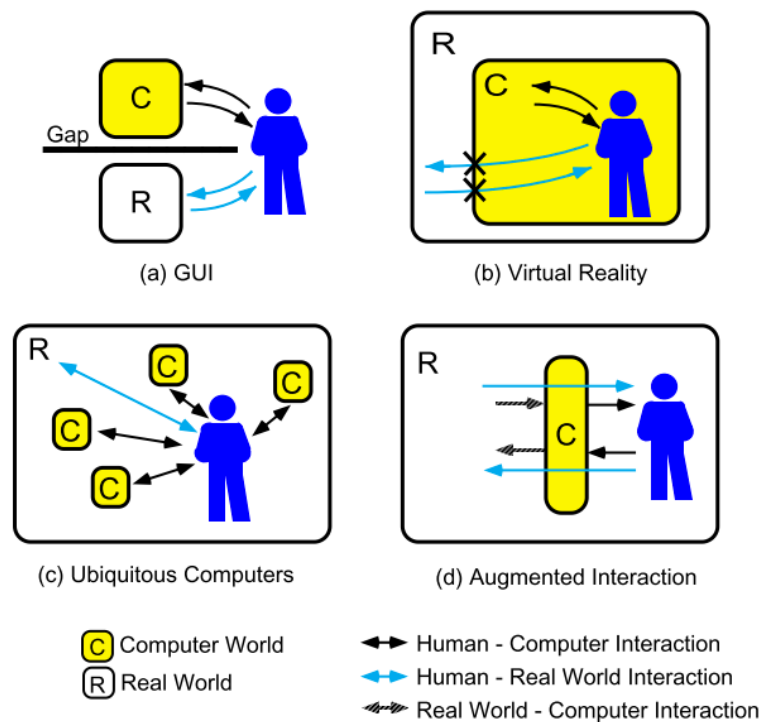 C
Gap
R
(a) GUI
R
C
(b) Virtual Reality
R
C
C
C
C
(c) Ubiquitous Computers
R
C
(d) Augmented Interaction
C Computer World
R Real World
Human - Computer Interaction
Human - Real World Interaction
Real World - Computer Interaction